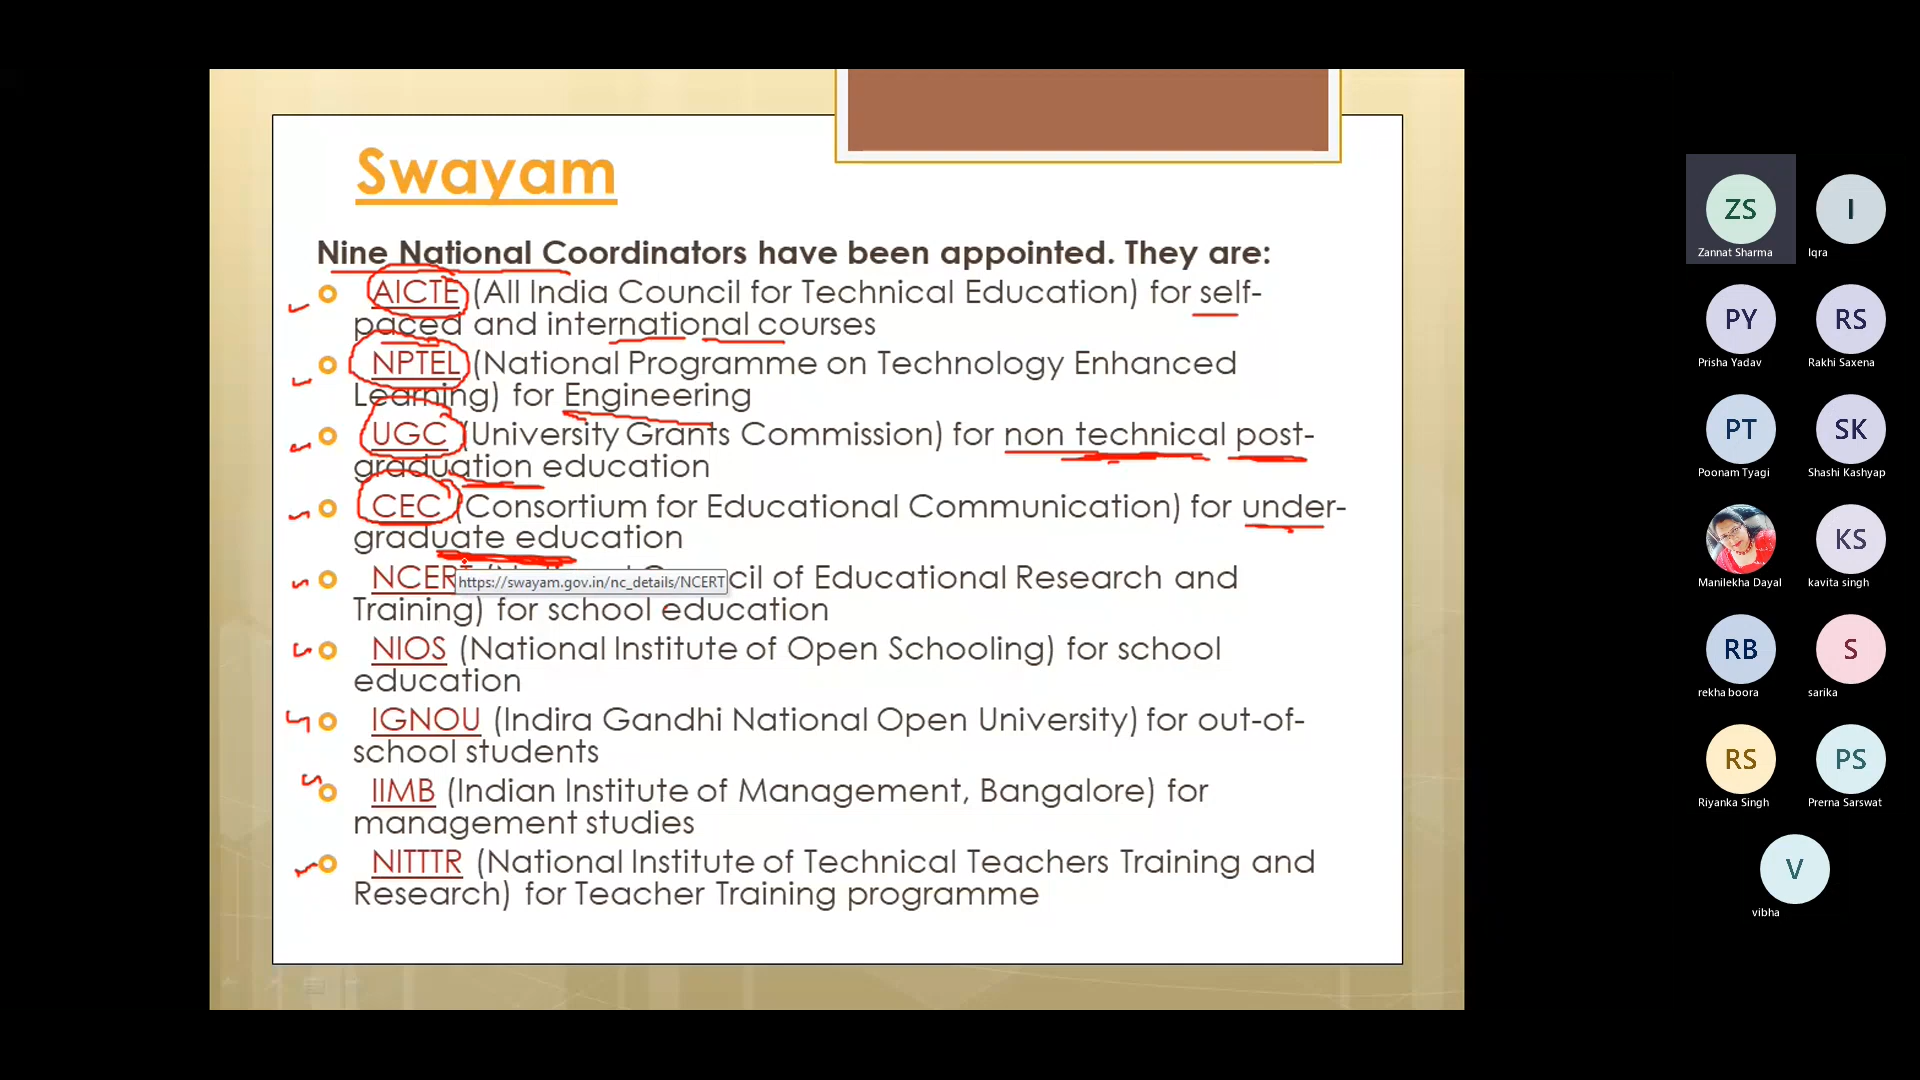 Swayam
Nine National Coordinators have been appointed. They are:
AICTE (All India Council for Technical Education) for self-
paced and international courses
NPTEL (National Programme on Technology Enhanced
Learning) for Engineering
UGC (University Grants Commission) for non technical post-
graduation education
CEC (Consortium for Educational Communication) for under-
graduate education
NCERT cil of Educational Research and
https://swayam.gov.in/nc_details/NCERT
Training) for school education
NIOS (National Institute of Open Schooling) for school
education
IGNOU (Indira Gandhi National Open University) for out-of-
school students
IIMB (Indian Institute of Management, Bangalore) for
management studies
NITTTR (National Institute of Technical Teachers Training and
Research) for Teacher Training programme
ZS
Zannat Sharma
I
Iqra
PY
Prisha Yadav
RS
Rakhi Saxena
PT
Poonam Tyagi
SK
Shashi Kashyap
Manilekha Dayal
KS
kavita singh
RB
rekha boora
S
sarika
RS
Riyanka Singh
PS
Prerna Sarswat
V
vibha